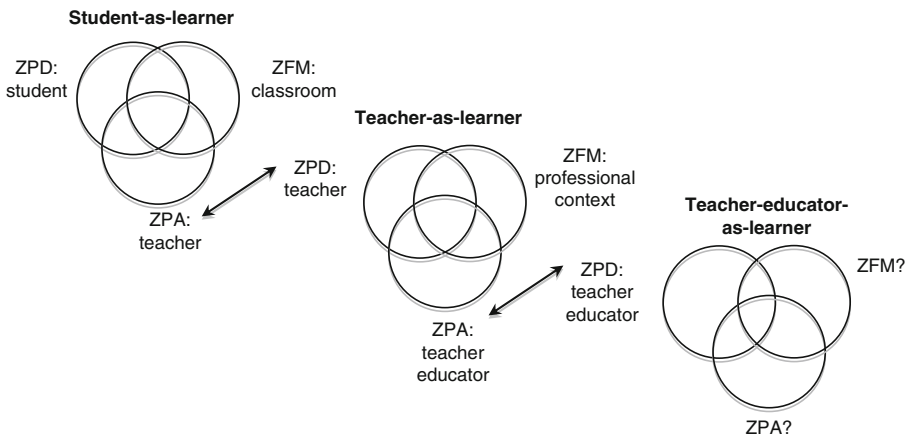 Student-as-learner
ZPD:
student
ZFM:
classroom
ZPA:
teacher
Teacher-as-learner
ZPD:
teacher
ZFM:
professional
context
ZPA:
teacher
educator
Teacher-educator-
as-learner
ZPD:
teacher
educator
ZFM?
ZPA?